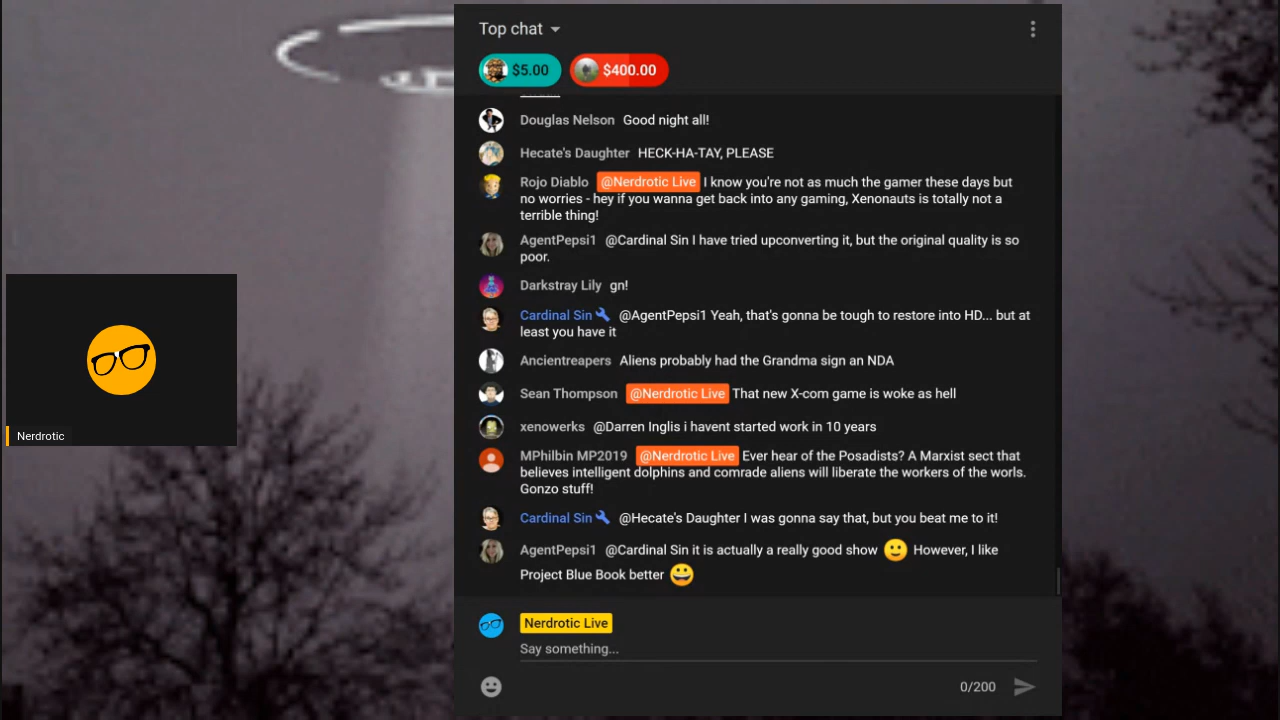 Top chat
$5.00 $400.00
Douglas Nelson Good night all!
Hecate's Daughter HECK-HA-TAY, PLEASE
Rojo Diablo @Nerdrotic Live I know you're not as much the gamer these days but
no worries - hey if you wanna get back into any gaming, Xenonauts is totally not a
terrible thing!
AgentPepsi1 @Cardinal Sin I have tried upconverting it, but the original quality is so
poor.
Darkstray Lily gn!
Cardinal Sin @AgentPepsi1 Yeah, that's gonna be tough to restore into HD... but at
least you have it
Ancientreapers Aliens probably had the Grandma sign an NDA
Sean Thompson @Nerdrotic Live That new X-com game is woke as hell
xenowerks @Darren Inglis i havent started work in 10 years
MPhilbin MP2019 @Nerdrotic Live Ever hear of the Posadists? A Marxist sect that
believes intelligent dolphins and comrade aliens will liberate the workers of the worls.
Gonzo stuff!
Cardinal Sin @Hecate's Daughter I was gonna say that, but you beat me to it!
AgentPepsi1 @Cardinal Sin it is actually a really good show 🙂 However, I like
Project Blue Book better 😀
Nerdrotic Live
Say something...
0/200
Nerdrotic